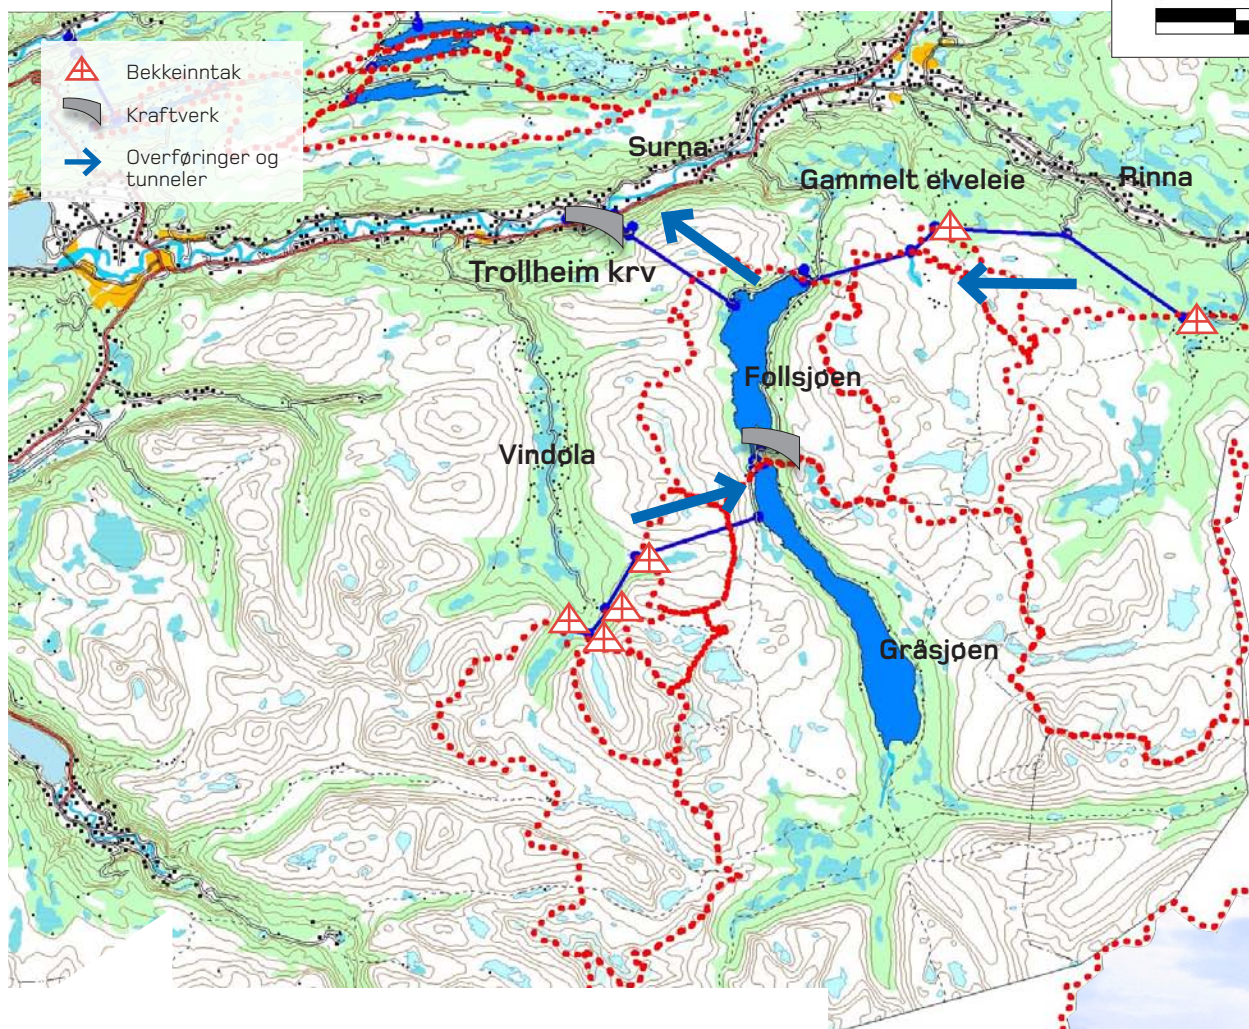 Bekkeinntak
Kraftverk
Overføringer og
tunneler
Surna
Gammelt elveleie
Rinna
Trollheim krv
Follsjøen
Vindøla
Gråsjøen